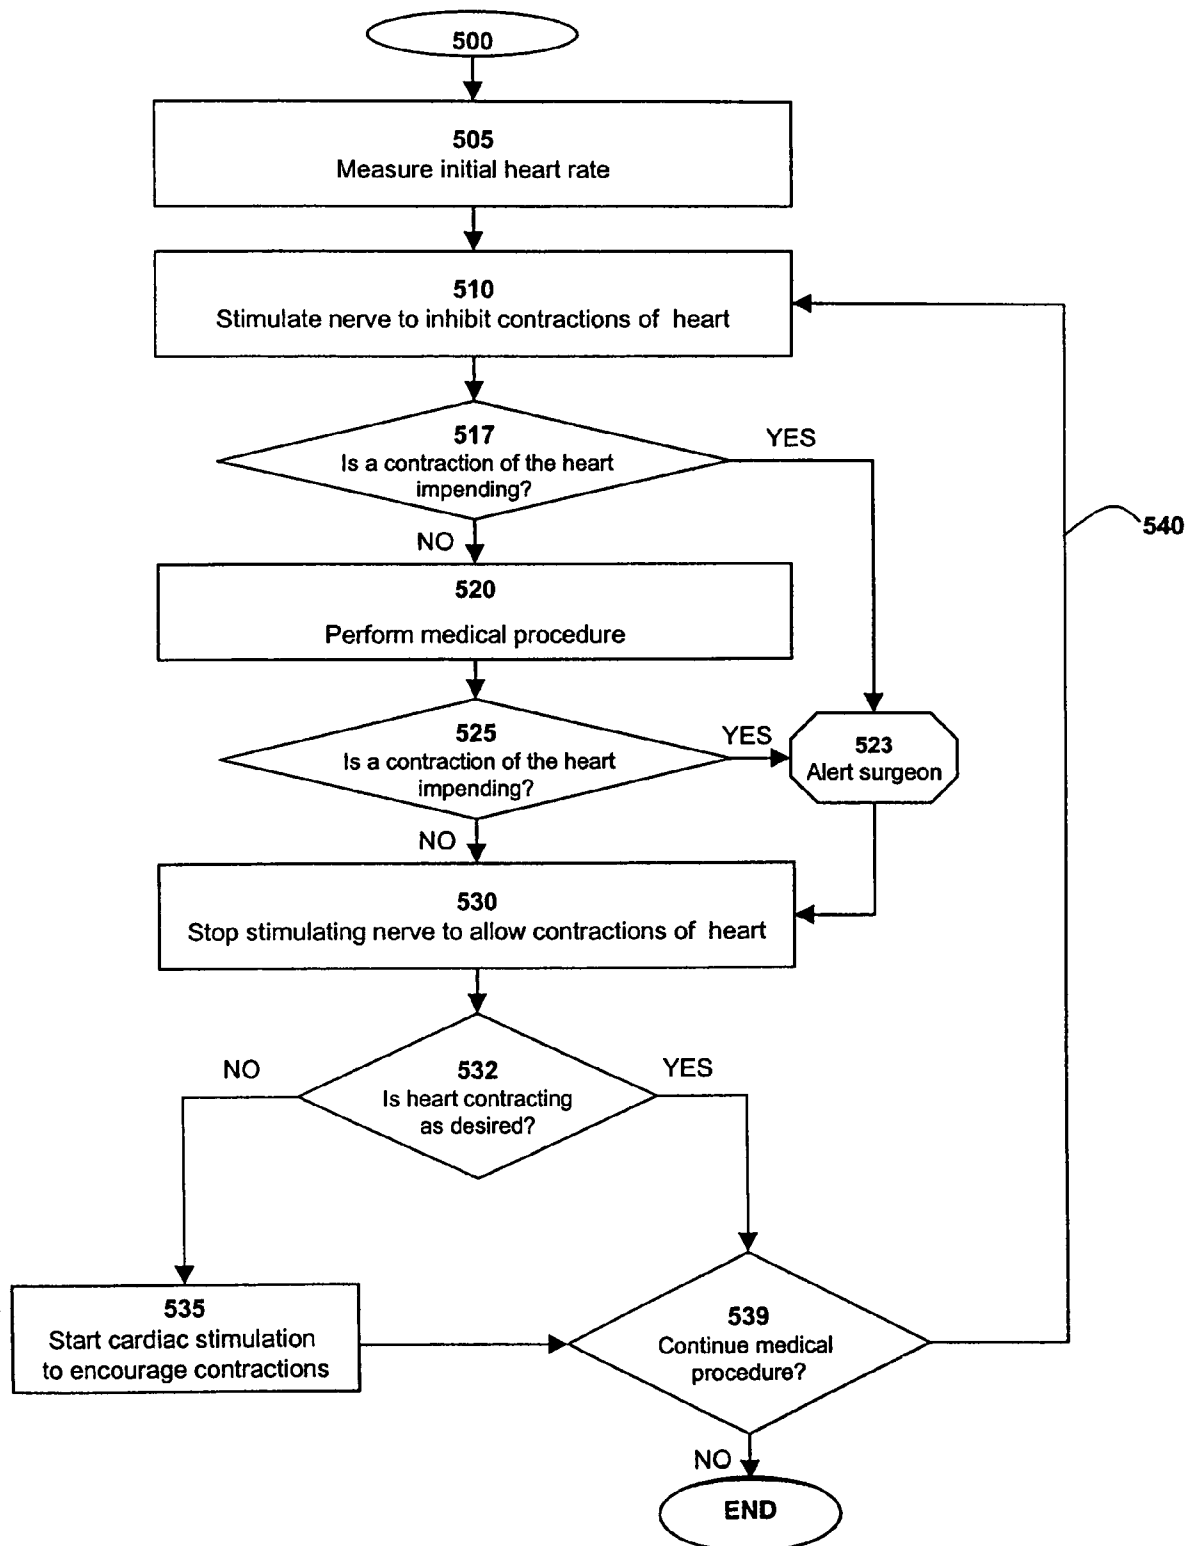 500
505
Measure initial heart rate
510
Stimulate nerve to inhibit contractions of heart
517
Is a contraction of the heart
impending?
YES
NO
540
520
Perform medical procedure
525
Is a contraction of the heart
impending?
YES
523
Alert surgeon
NO
530
Stop stimulating nerve to allow contractions of heart
532
Is heart contracting
as desired?
NO
YES
535
Start cardiac stimulation
to encourage contractions
539
Continue medical
procedure?
NO
END